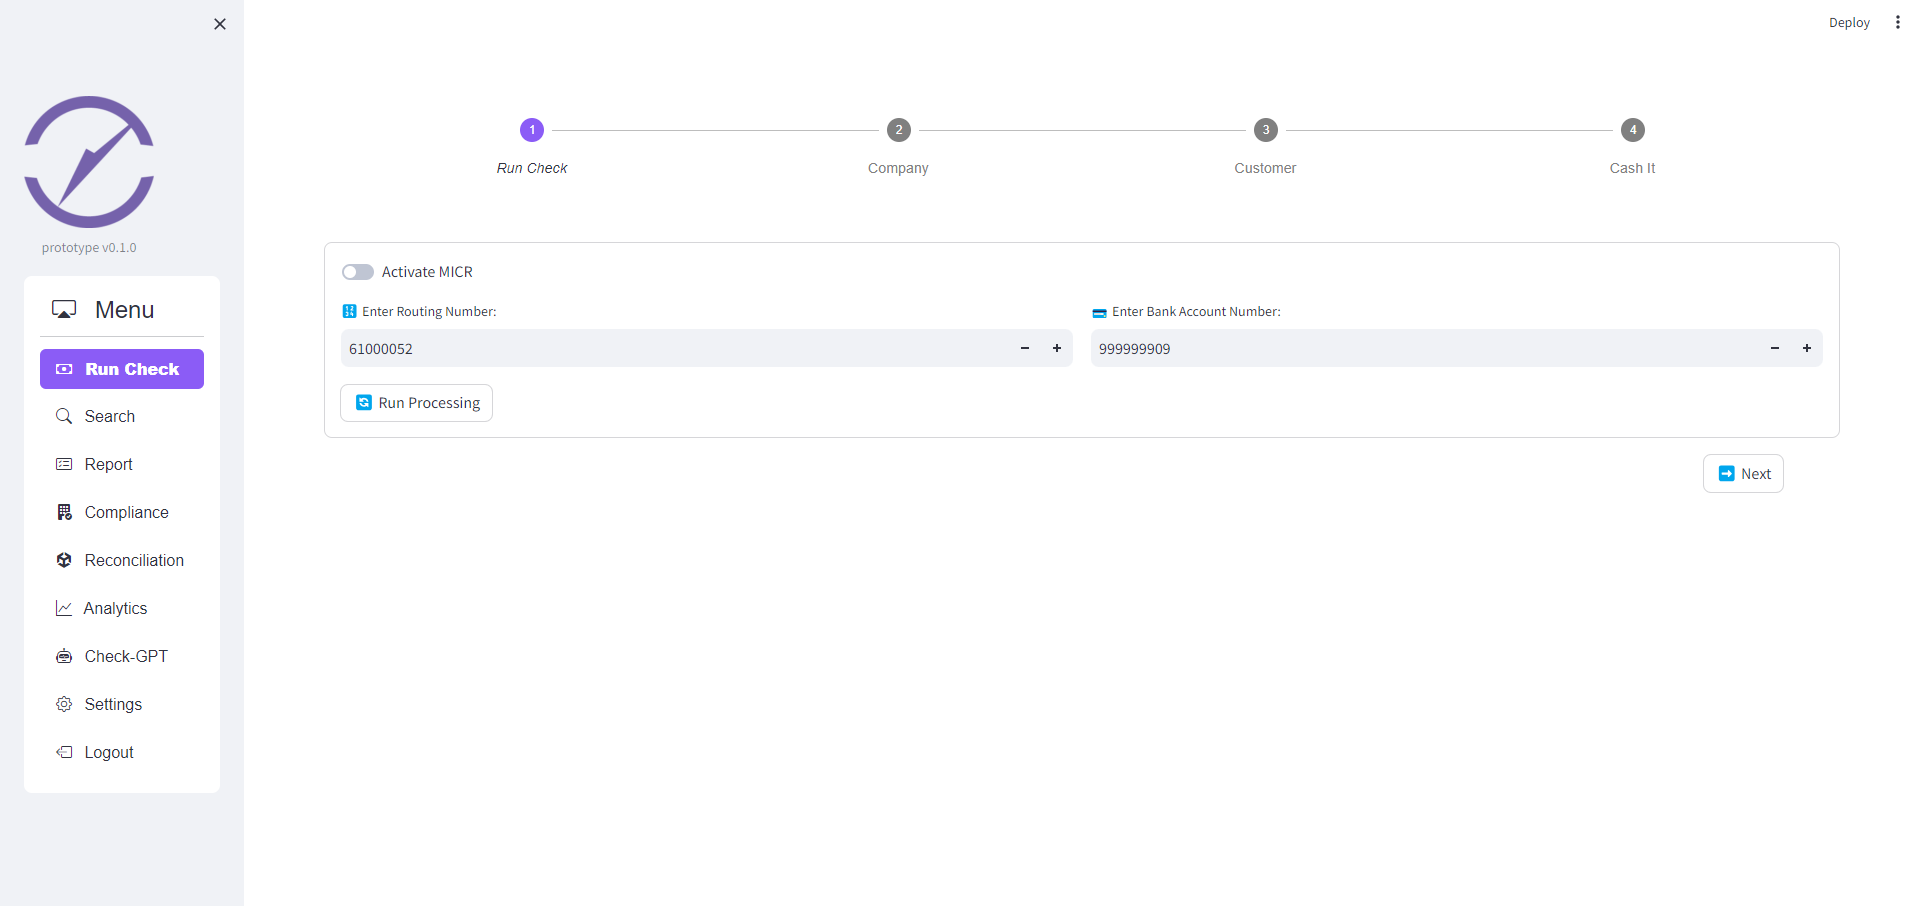 Deploy
prototype v0.1.0
Menu
Run Check
Search
Report
Compliance
Reconciliation
Analytics
Check-GPT
Settings
Logout
1 2 3 4
Run Check Company Customer Cash It
Activate MICR
Enter Routing Number: Enter Bank Account Number:
61000052 - + 999999909 - +
Run Processing
Next